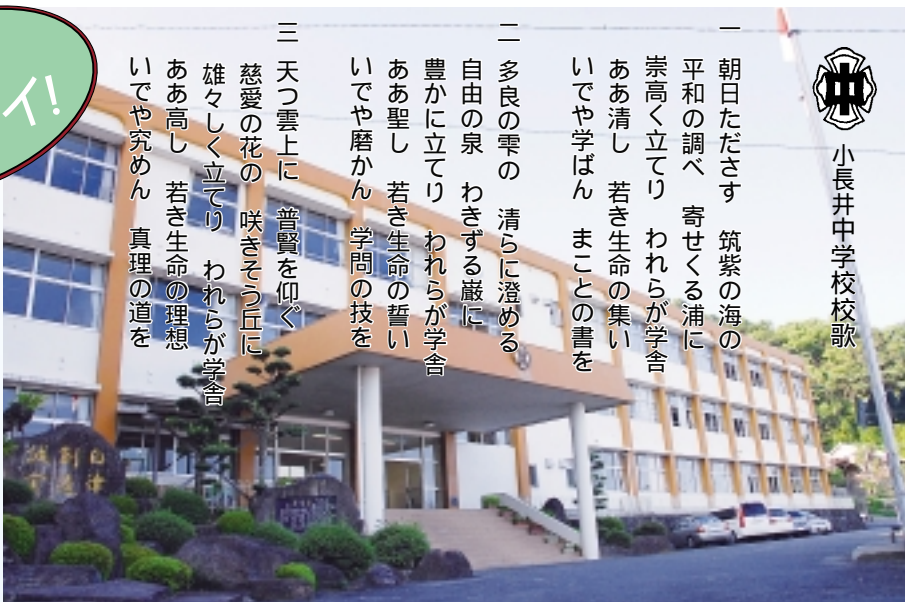 イ!
中
小長井中学校校歌
一 朝日たださす 筑紫の海の
平和の調べ 寄せくる浦に
崇高く立てり われらが学舎
ああ清し 若き生命の集い
いでや学ばん まことの書を
二 多良の雫の 清らに澄める
自由の泉 わきずる巌に
豊かに立てり われらが学舎
ああ聖し 若き生命の誓い
いでや磨かん 学問の技を
三 天つ雲上に 普賢を仰ぐ
慈愛の花の 咲きそう丘に
雄々しく立てり われらが学舎
ああ高し 若き生命の理想
いでや究めん 真理の道を